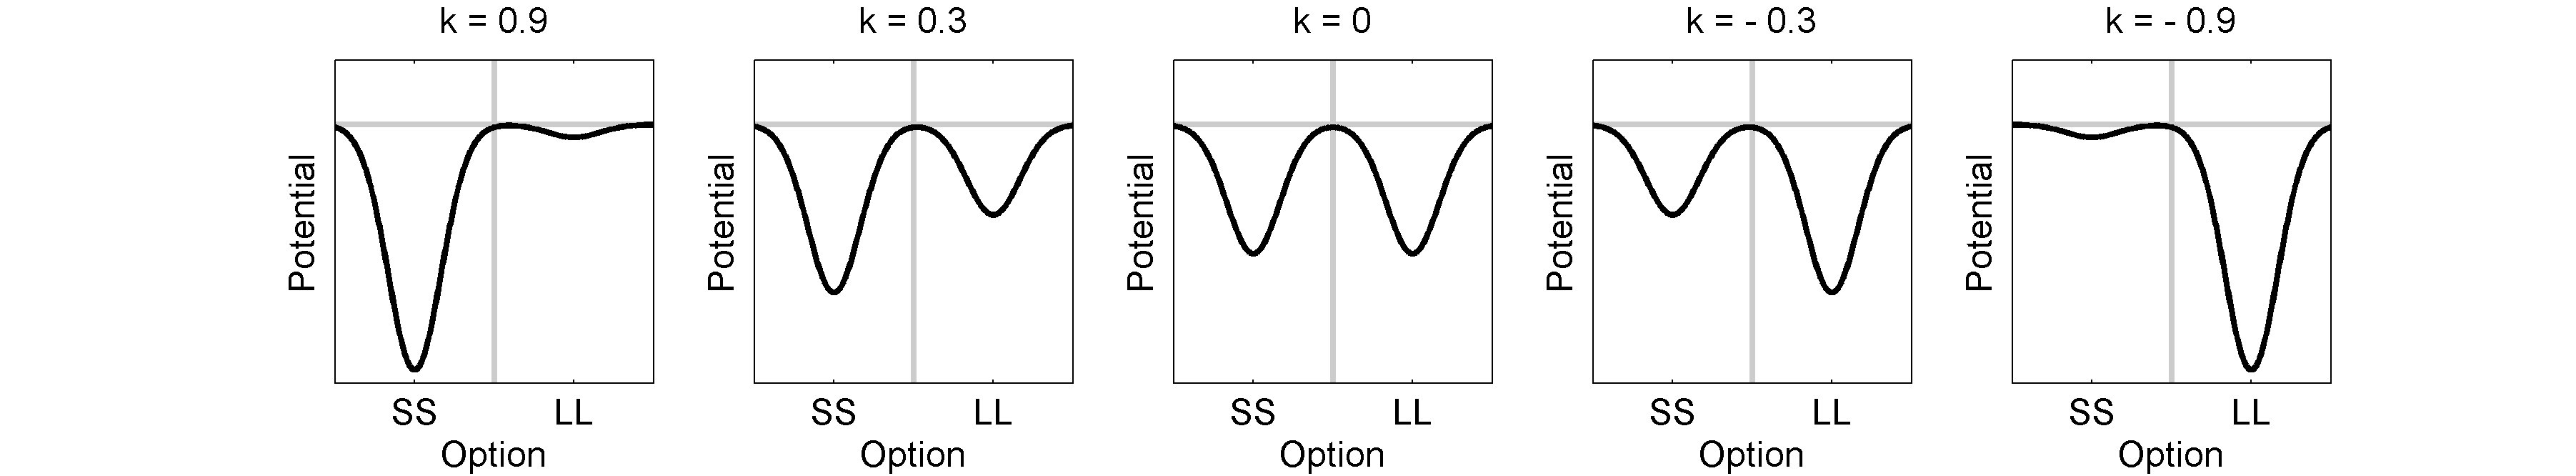 k = 0.9
k = 0.3
k = 0
k = - 0.3
k = - 0.9
Potential
Potential
Potential
Potential
Potential
SS LL
SS LL
SS LL
SS LL
SS LL
Option
Option
Option
Option
Option